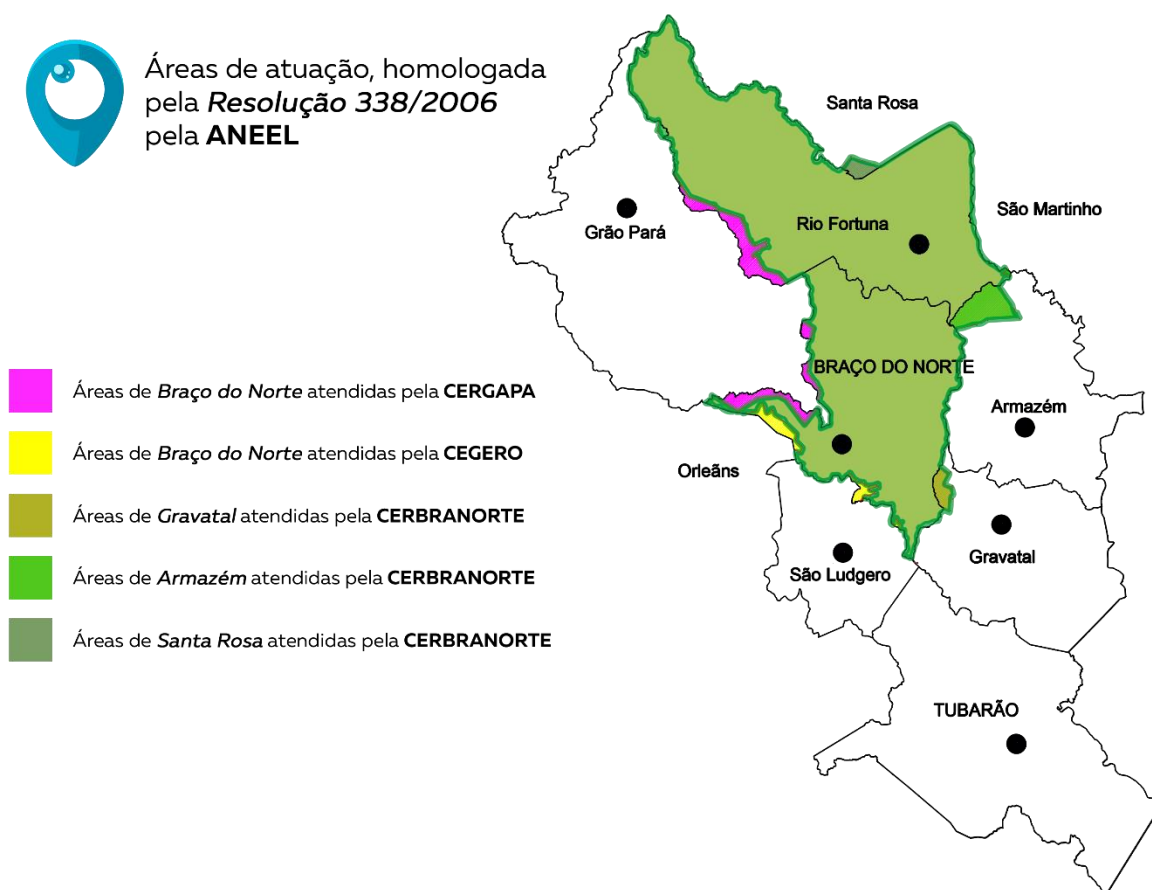 Áreas de atuação, homologada
pela Resolução 338/2006
pela ANEEL
Santa Rosa
São Martinho
Grão Pará
Rio Fortuna
BRAÇO DO NORTE
Armazém
Orleãns
Gravatal
São Ludgero
TUBARÃO
Áreas de Braço do Norte atendidas pela CERGAPA
Áreas de Braço do Norte atendidas pela CEGERO
Áreas de Gravatal atendidas pela CERBRANORTE
Áreas de Armazém atendidas pela CERBRANORTE
Áreas de Santa Rosa atendidas pela CERBRANORTE